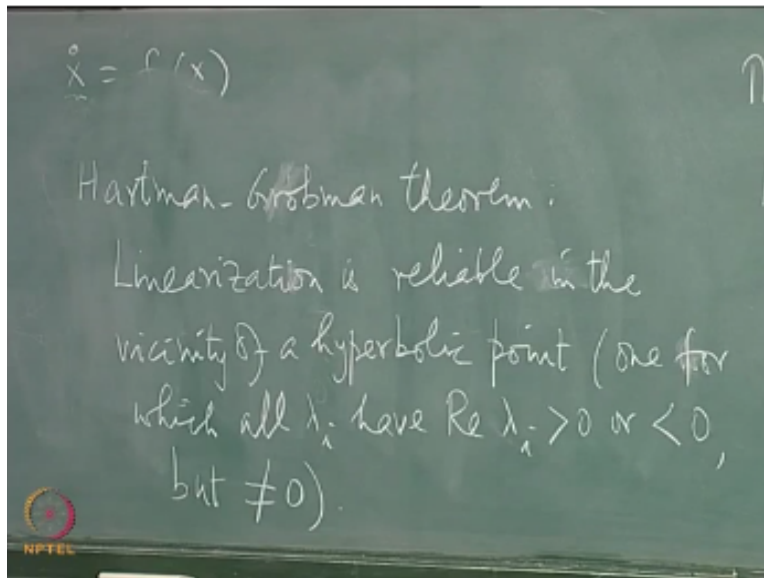 ẋ = f(x)
Hartman-Grobman theorem:
Linearization is reliable in the
vicinity of a hyperbolic point (one for
which all λᵢ have Re λᵢ >0 or <0,
but ≠0).
NPTEL